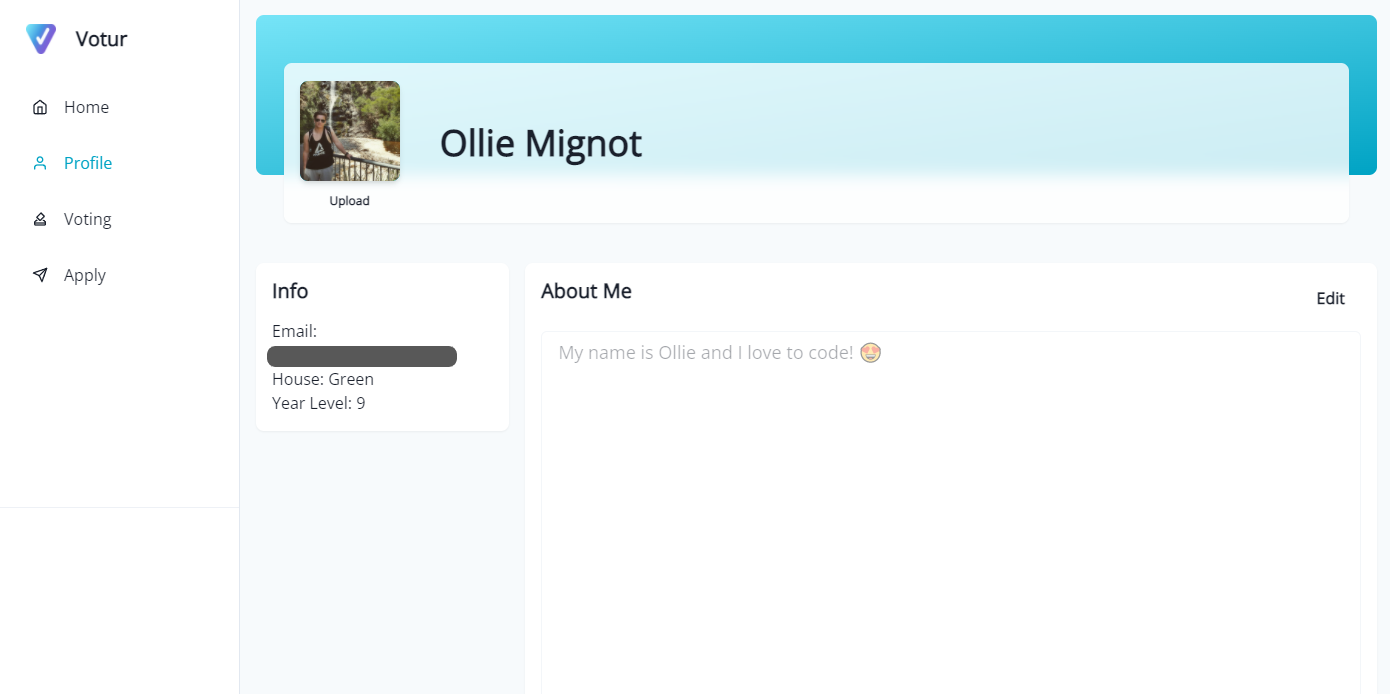 Votur
Home
Profile
Voting
Apply
Ollie Mignot
Upload
Info
Email:
House: Green
Year Level: 9
About Me
Edit
My name is Ollie and I love to code! 😍